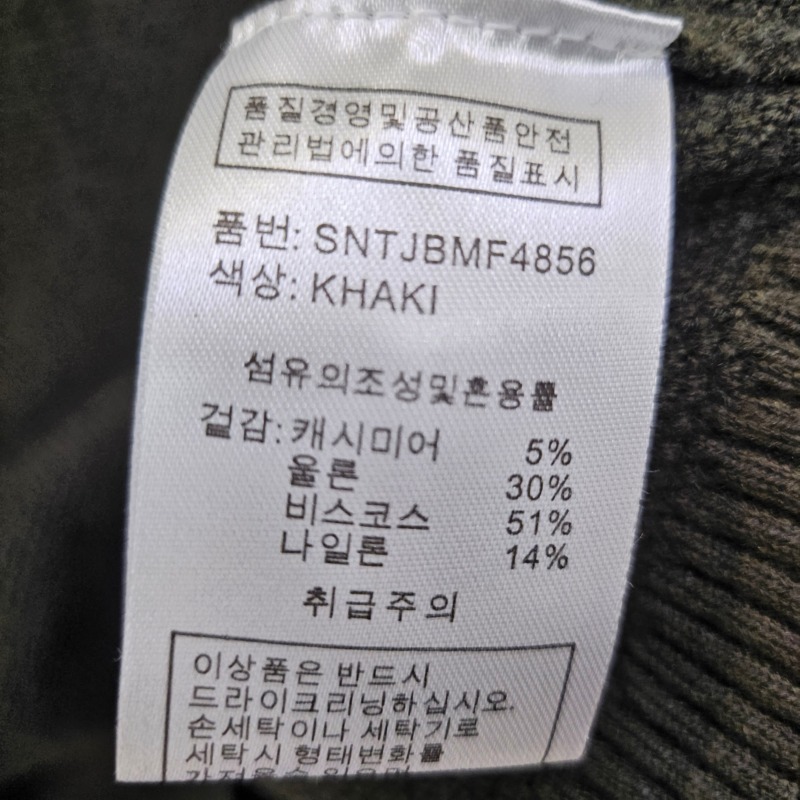 품질경영및공산품안전
관리법에의한 품질표시
품번: SNTJBMF4856
색상: KHAKI
섬유의조성및혼용률
겉감: 캐시미어 5%
울론 30%
비스코스 51%
나일론 14%
취급주의
이상품은 반드시
드라이크리닝하십시오.
손세탁이나 세탁기로
세탁시 형태변화를